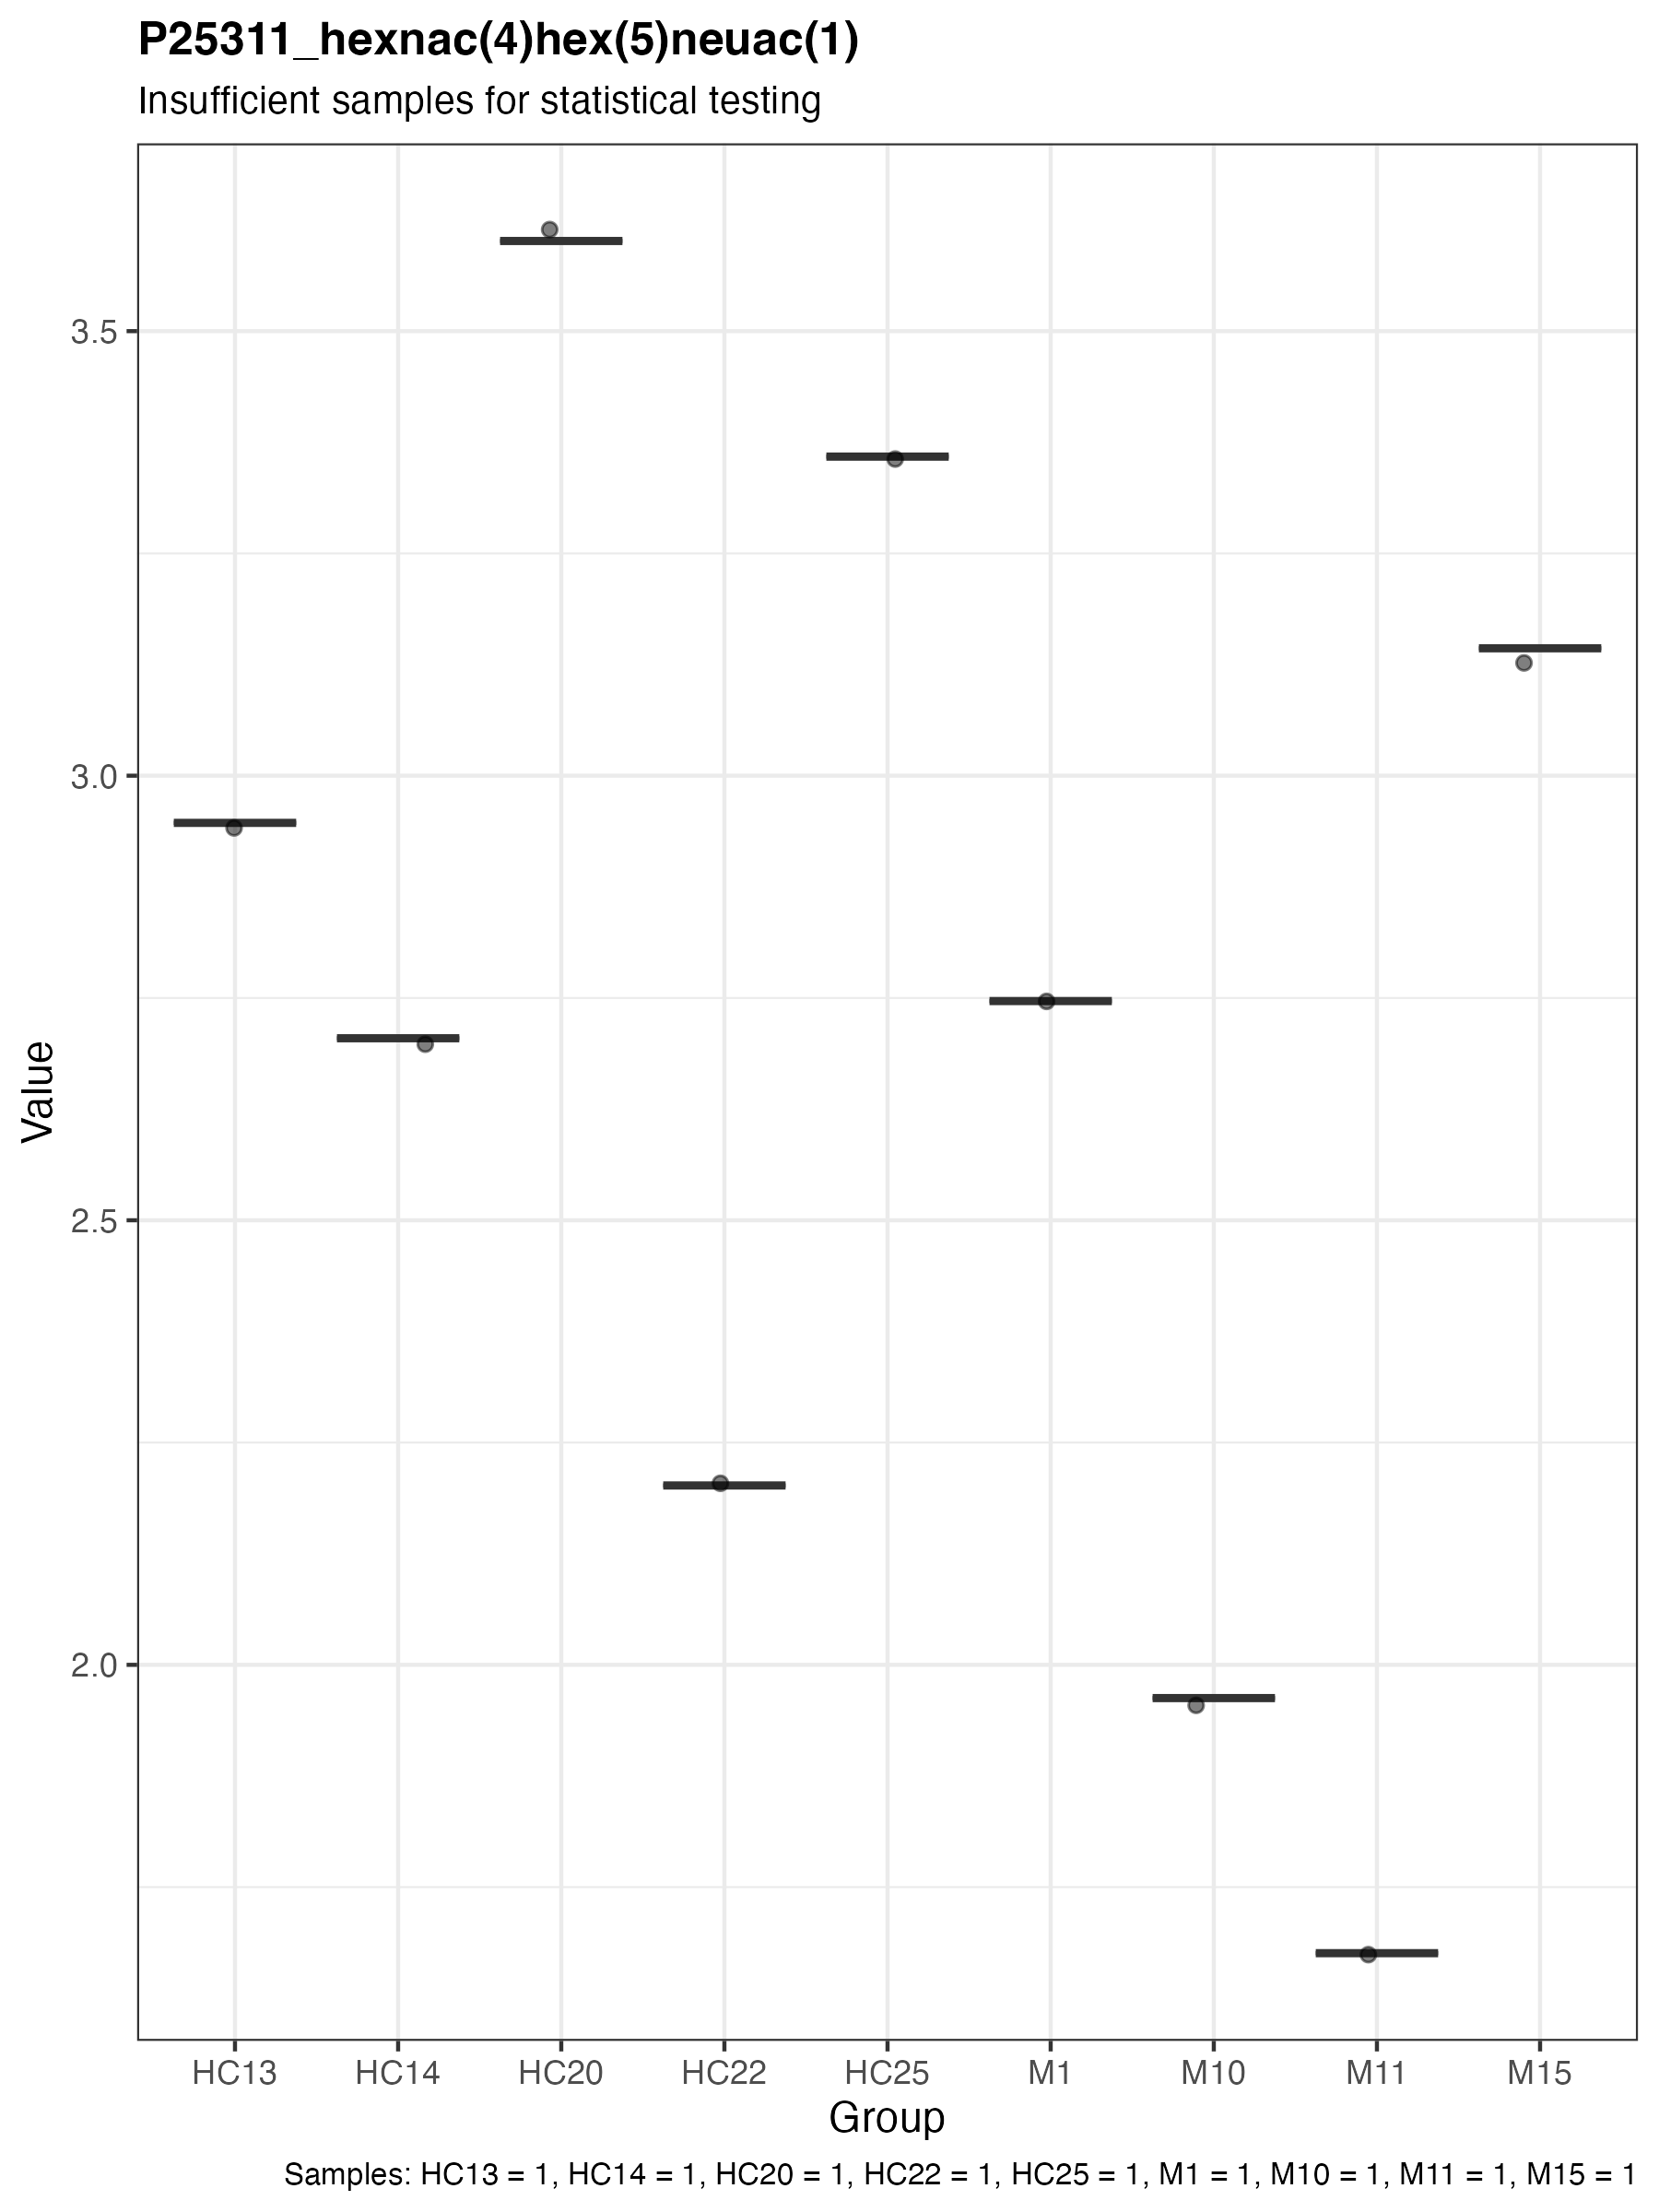 P25311_hexnac(4)hex(5)neuac(1)
Insufficient samples for statistical testing
3.5
3.0
2.5
2.0
Value
HC13 HC14 HC20 HC22 HC25 M1 M10 M11 M15
Group
Samples: HC13 = 1, HC14 = 1, HC20 = 1, HC22 = 1, HC25 = 1, M1 = 1, M10 = 1, M11 = 1, M15 = 1